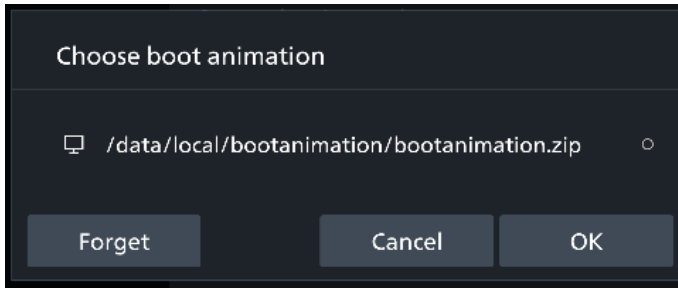 Choose boot animation
/data/local/bootanimation/bootanimation.zip
Forget
Cancel
OK